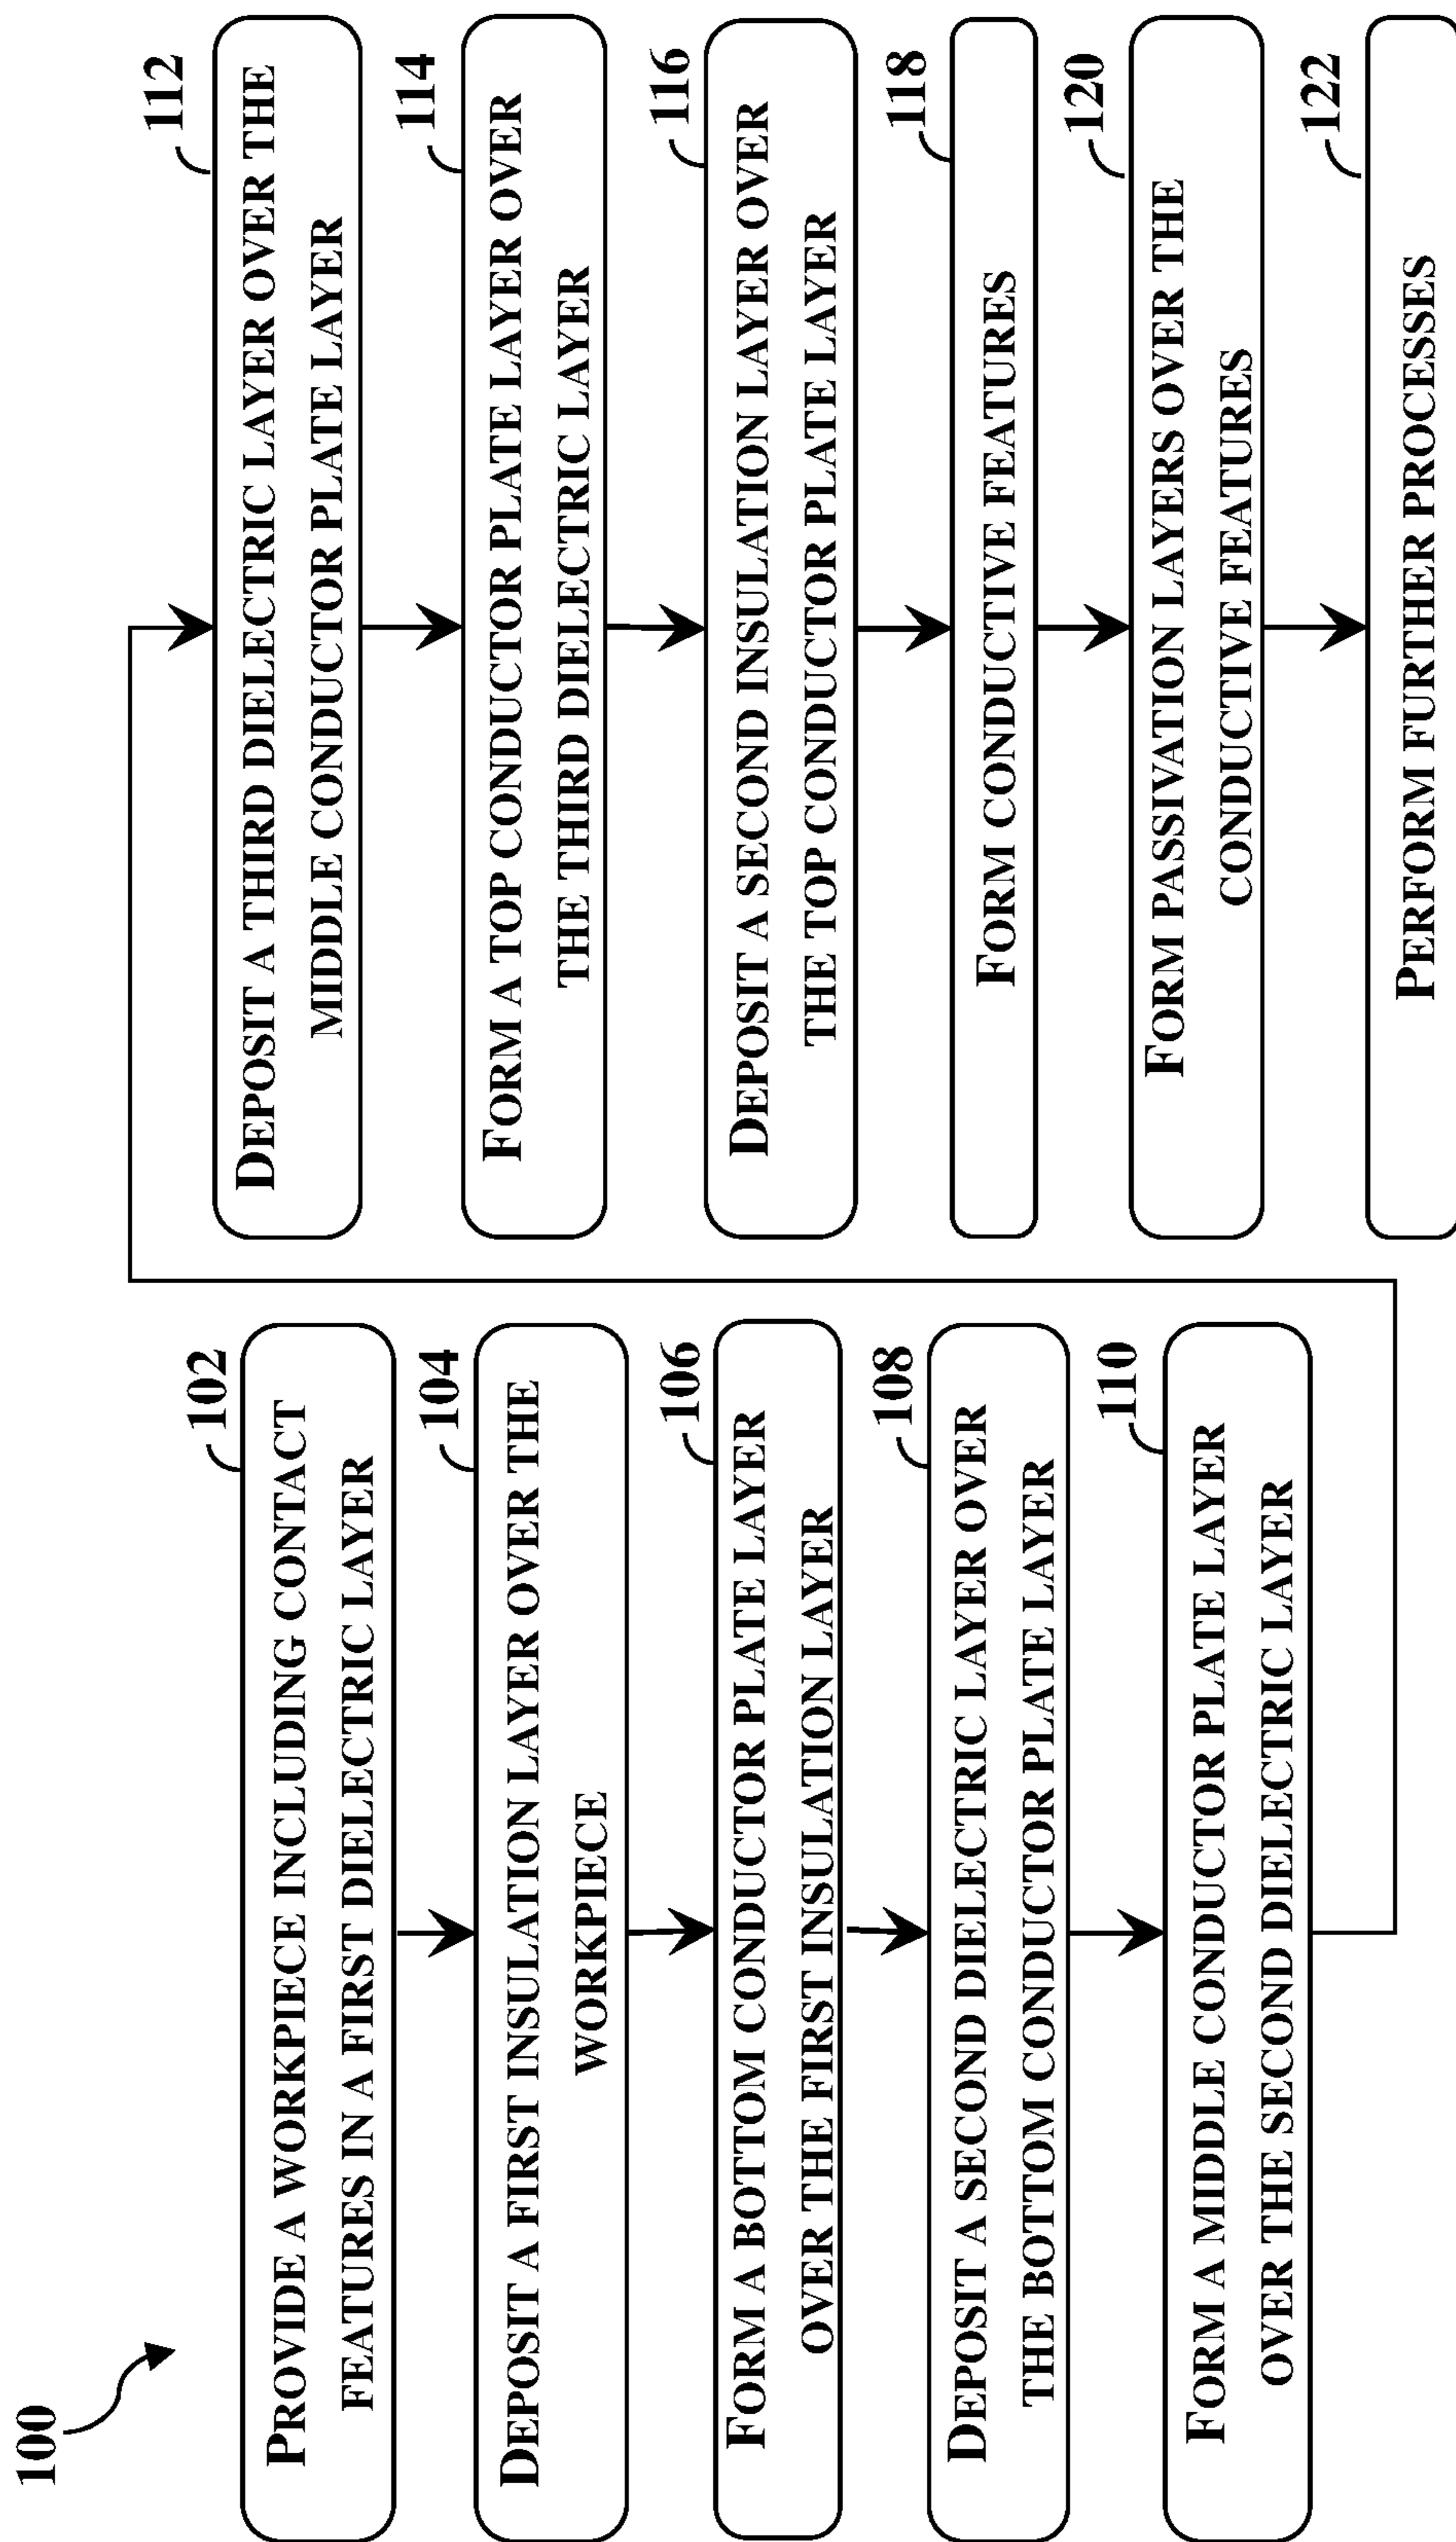 100
102
PROVIDE A WORKPIECE INCLUDING CONTACT
FEATURES IN A FIRST DIELECTRIC LAYER
104
DEPOSIT A FIRST INSULATION LAYER OVER THE
WORKPIECE
106
FORM A BOTTOM CONDUCTOR PLATE LAYER
OVER THE FIRST INSULATION LAYER
108
DEPOSIT A SECOND DIELECTRIC LAYER OVER
THE BOTTOM CONDUCTOR PLATE LAYER
110
FORM A MIDDLE CONDUCTOR PLATE LAYER
OVER THE SECOND DIELECTRIC LAYER
112
DEPOSIT A THIRD DIELECTRIC LAYER OVER THE
MIDDLE CONDUCTOR PLATE LAYER
114
FORM A TOP CONDUCTOR PLATE LAYER OVER
THE THIRD DIELECTRIC LAYER
116
DEPOSIT A SECOND INSULATION LAYER OVER
THE TOP CONDUCTOR PLATE LAYER
118
FORM CONDUCTIVE FEATURES
120
FORM PASSIVATION LAYERS OVER THE
CONDUCTIVE FEATURES
122
PERFORM FURTHER PROCESSES